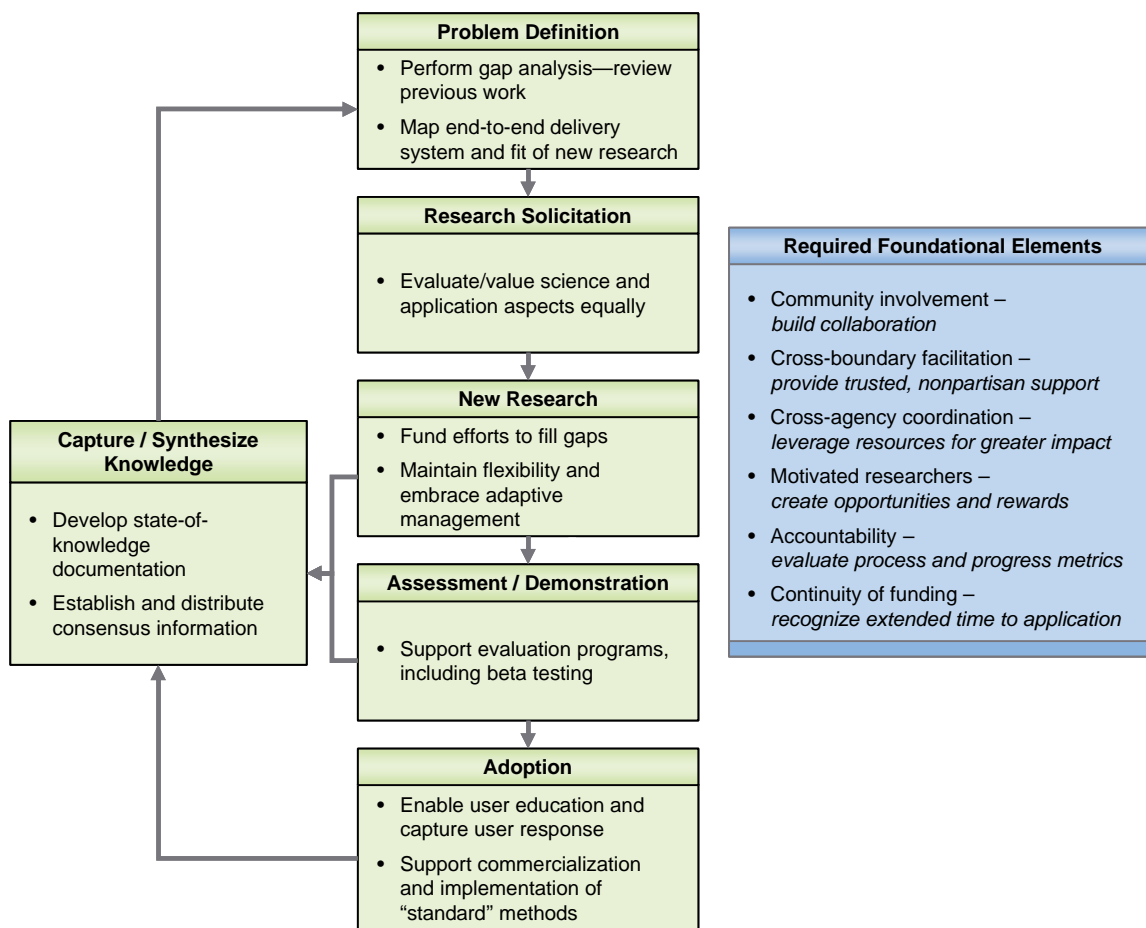 Problem Definition
• Perform gap analysis—review
previous work
• Map end-to-end delivery
system and fit of new research
Research Solicitation
• Evaluate/value science and
application aspects equally
New Research
• Fund efforts to fill gaps
• Maintain flexibility and
embrace adaptive
management
Assessment / Demonstration
• Support evaluation programs,
including beta testing
Adoption
• Enable user education and
capture user response
• Support commercialization
and implementation of
“standard” methods
Capture / Synthesize
Knowledge
• Develop state-of-
knowledge
documentation
• Establish and distribute
consensus information
Required Foundational Elements
• Community involvement –
build collaboration
• Cross-boundary facilitation –
provide trusted, nonpartisan support
• Cross-agency coordination –
leverage resources for greater impact
• Motivated researchers –
create opportunities and rewards
• Accountability –
evaluate process and progress metrics
• Continuity of funding –
recognize extended time to application